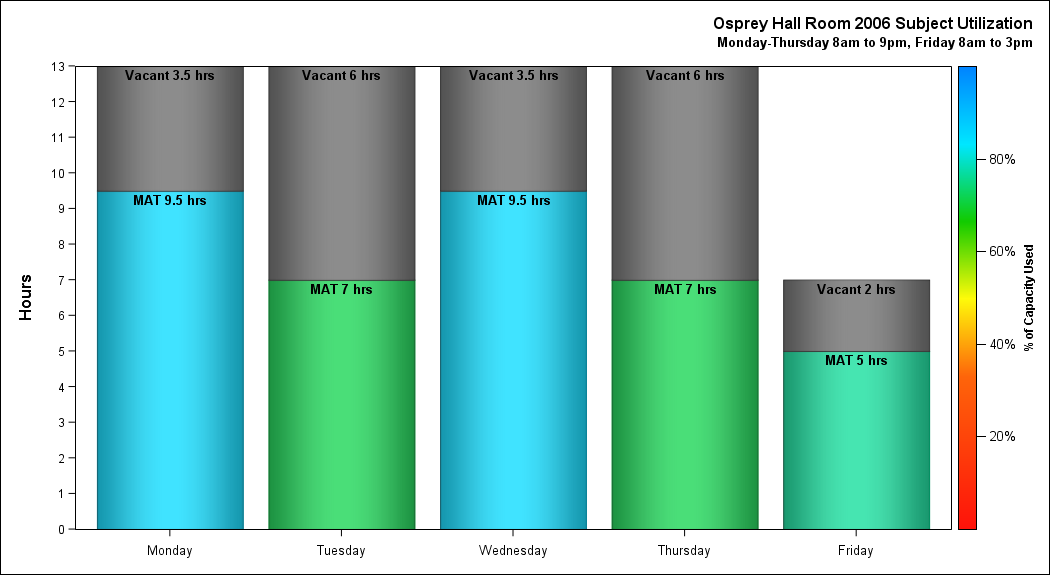 Osprey Hall Room 2006 Subject Utilization
Monday-Thursday 8am to 9pm, Friday 8am to 3pm
Hours
13
12
11
10
9
8
7
6
5
4
3
2
1
0
Vacant 3.5 hrs
MAT 9.5 hrs
Vacant 6 hrs
MAT 7 hrs
Vacant 3.5 hrs
MAT 9.5 hrs
Vacant 6 hrs
MAT 7 hrs
Vacant 2 hrs
MAT 5 hrs
Monday
Tuesday
Wednesday
Thursday
Friday
80%
60%
40%
20%
% of Capacity Used